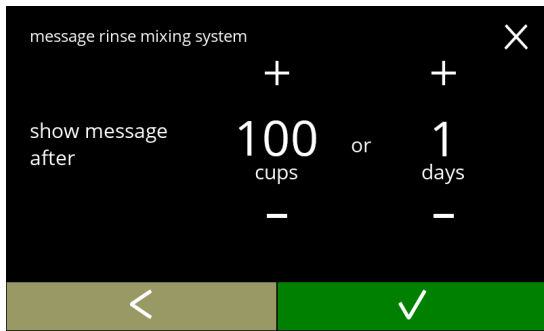 message rinse mixing system
show message
after
100
cups
or
1
days